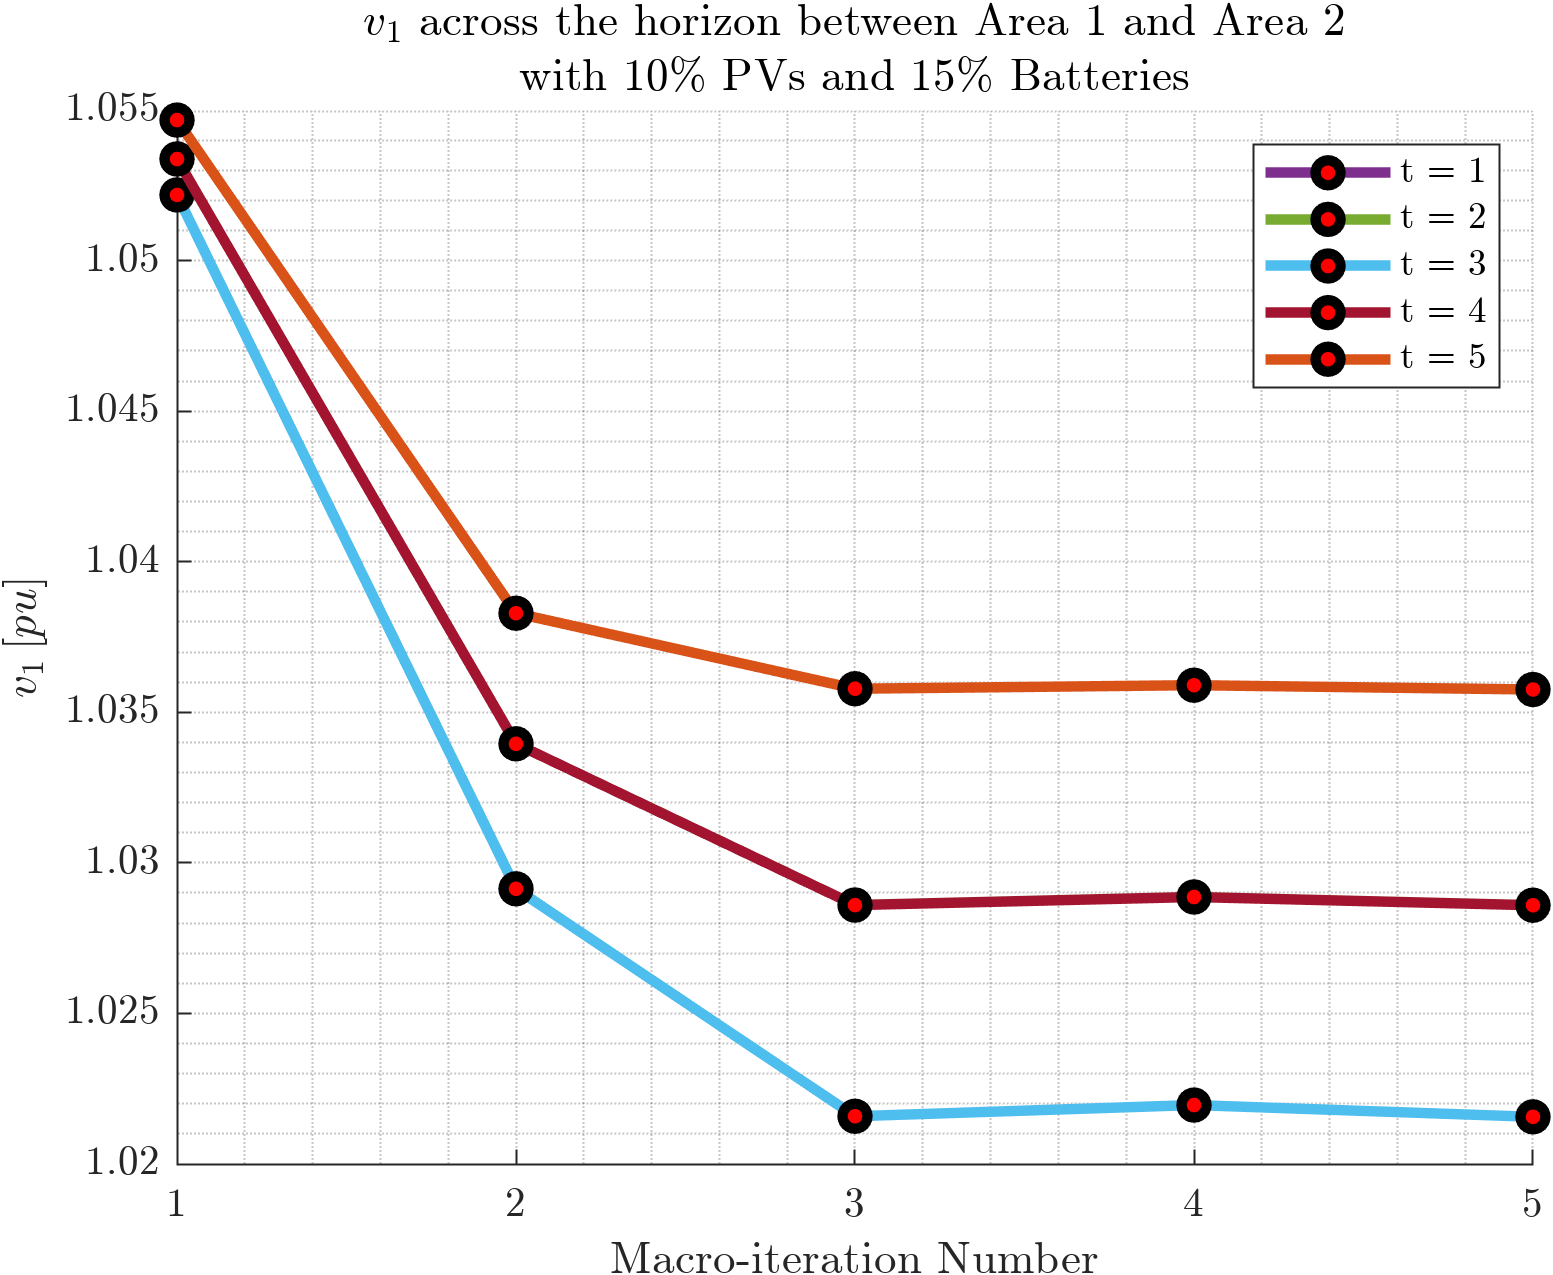 v₁ across the horizon between Area 1 and Area 2
with 10% PVs and 15% Batteries
1.055
1.05
1.045
1.04
1.035
1.03
1.025
1.02
v₁ [pu]
t = 1
t = 2
t = 3
t = 4
t = 5
1 2 3 4 5
Macro-iteration Number